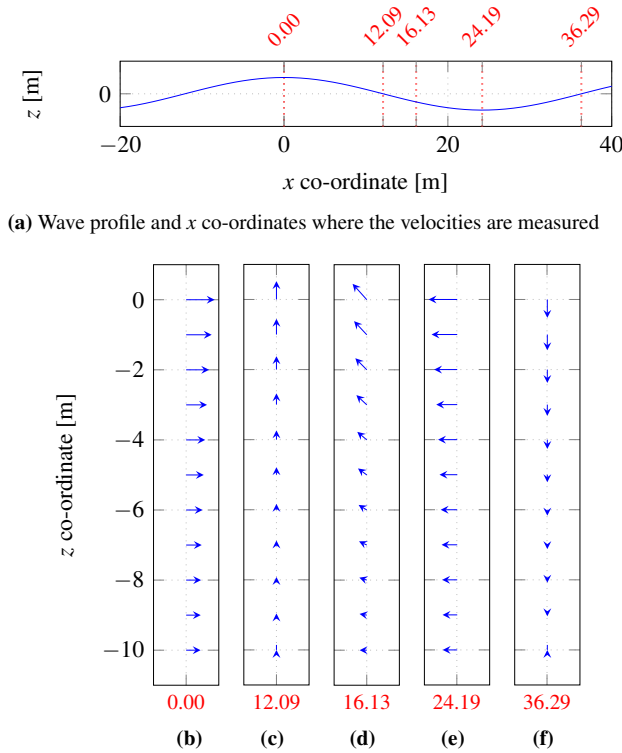 0.00 12.09 16.13 24.19 36.29
z [m]
0
−20 0 20 40
x co-ordinate [m]
(a) Wave profile and x co-ordinates where the velocities are measured
z co-ordinate [m]
0
−2
−4
−6
−8
−10
0.00 12.09 16.13 24.19 36.29
(b) (c) (d) (e) (f)